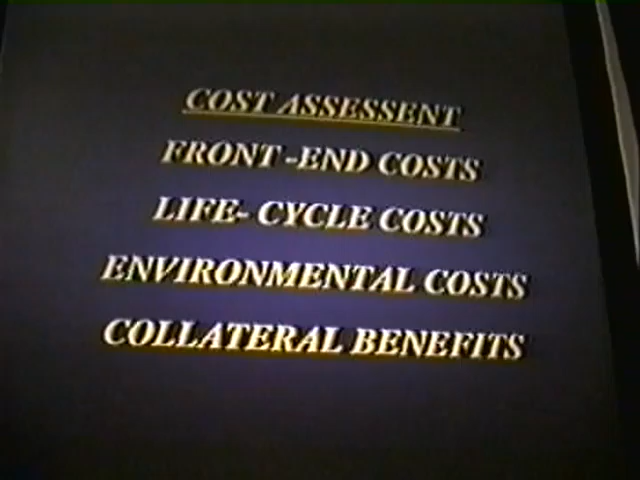 COST ASSESSENT
FRONT-END COSTS
LIFE- CYCLE COSTS
ENVIRONMENTAL COSTS
COLLATERAL BENEFITS